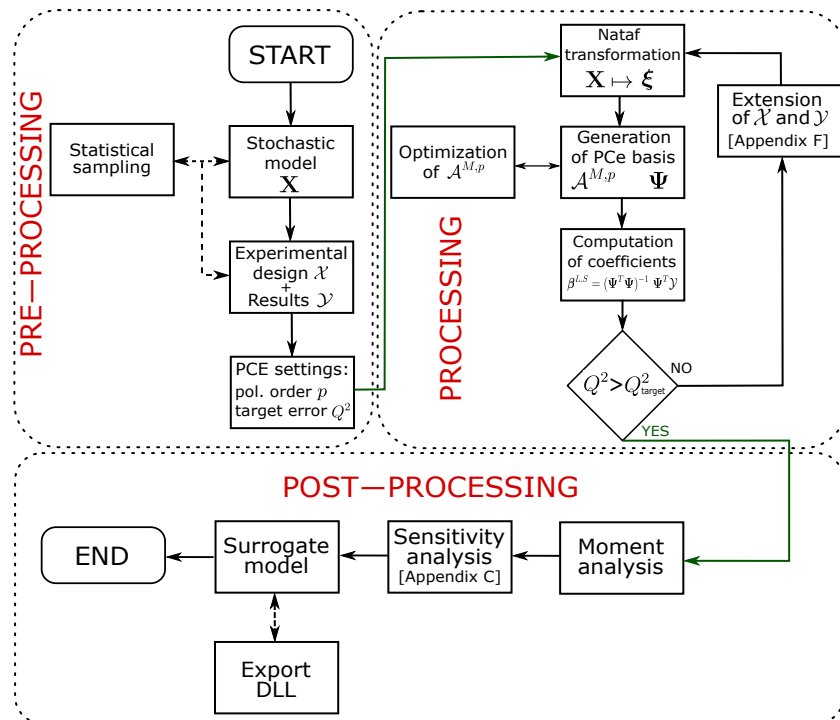 PRE—PROCESSING
START
Statistical
sampling
Stochastic
model
X
Experimental
design 𝒳
+
Results 𝒴
PCE settings:
pol. order p
target error Q²
PROCESSING
Nataf
transformation
X ↦ ξ
Optimization
of 𝒜^{M,p}
Generation
of PCe basis
𝒜^{M,p} Ψ
Computation
of coefficients
β^{L.S} = (Ψ^TΨ)^{-1} Ψ^T𝒴
Q²>Q²_target
NO
YES
Extension
of 𝒳 and 𝒴
[Appendix F]
POST—PROCESSING
END
Surrogate
model
Sensitivity
analysis
[Appendix C]
Moment
analysis
Export
DLL